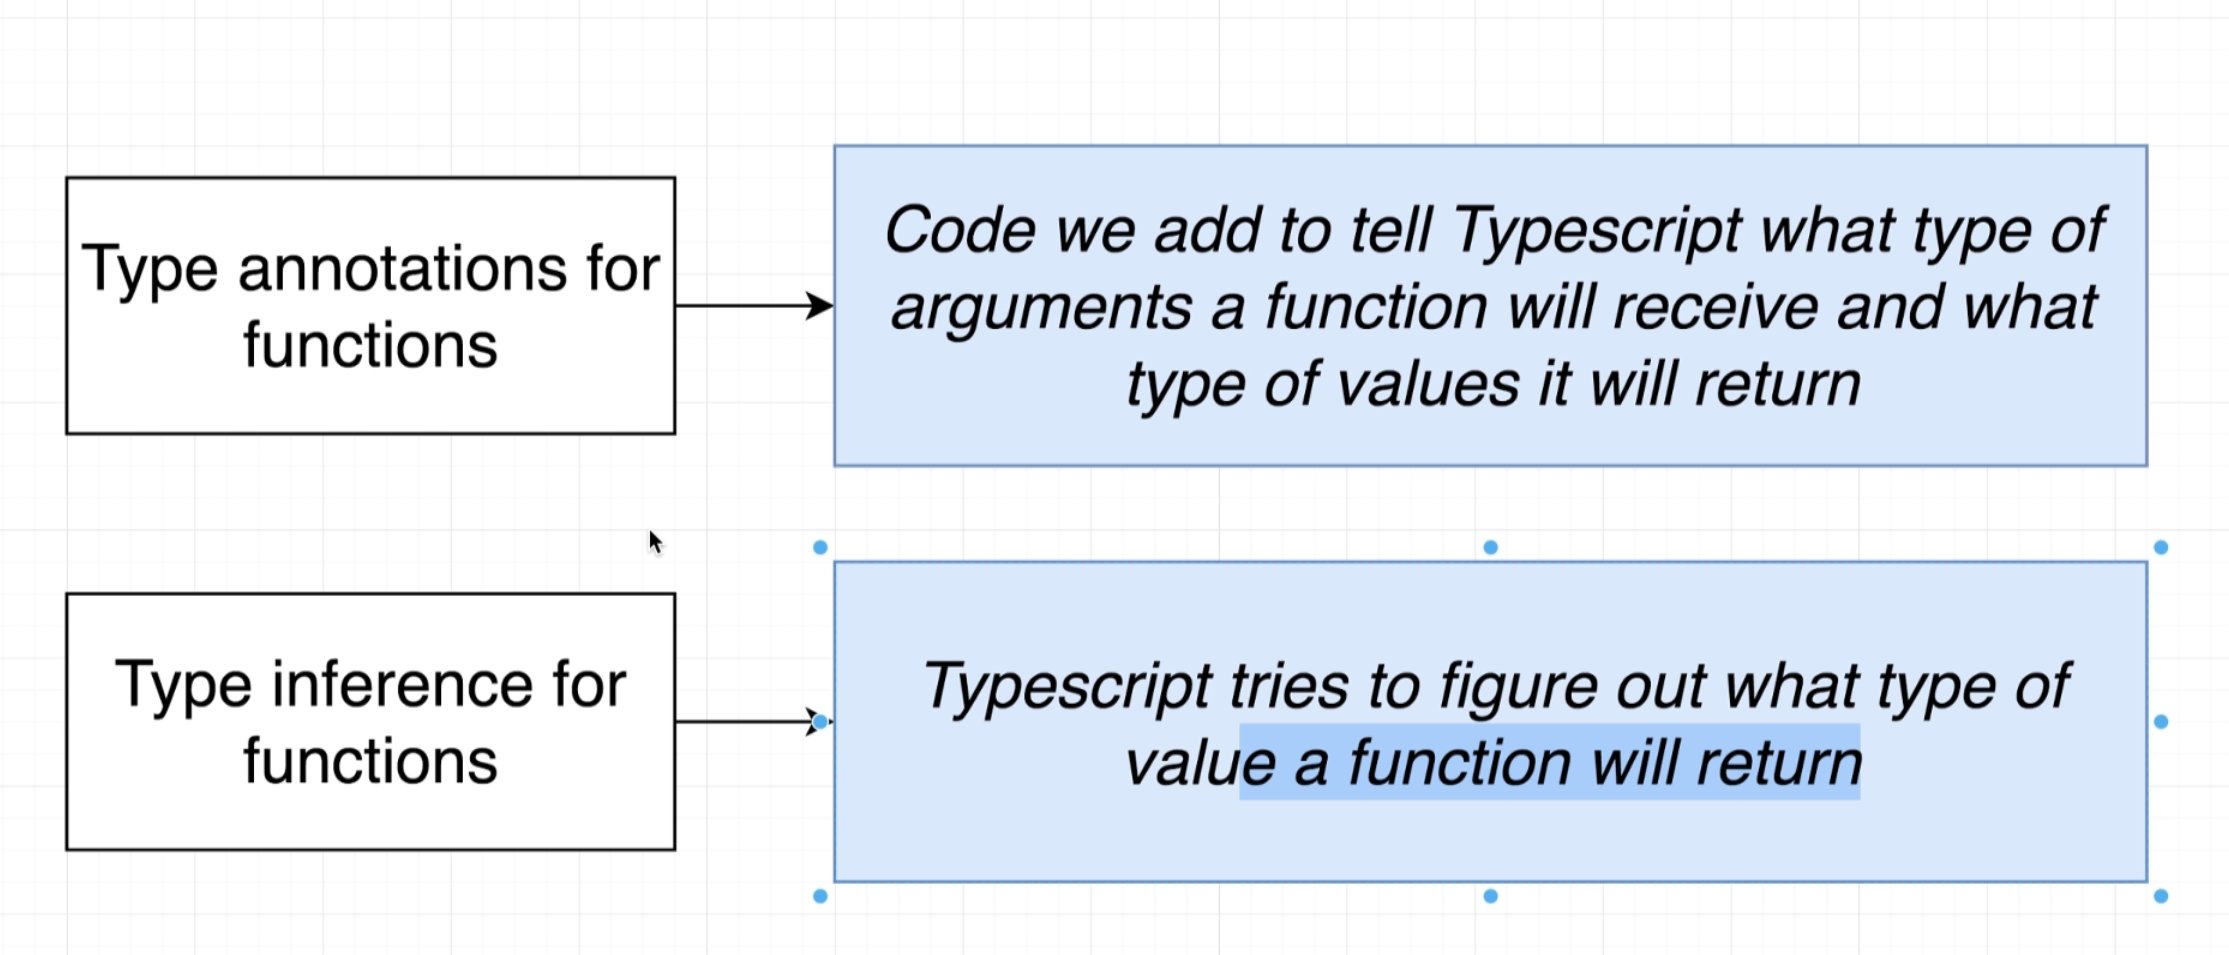 Type annotations for
functions
Code we add to tell Typescript what type of
arguments a function will receive and what
type of values it will return
Type inference for
functions
Typescript tries to figure out what type of
value a function will return